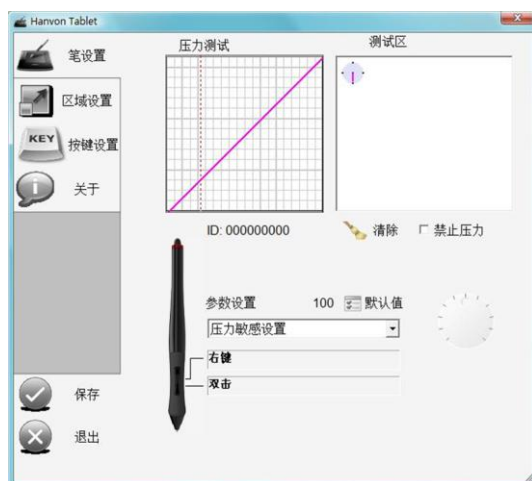 Hanvon Tablet
笔设置
区域设置
KEY 按键设置
关于
保存
退出
压力测试
测试区
ID: 000000000
清除
禁止压力
参数设置 100 默认值
压力敏感设置
右键
双击